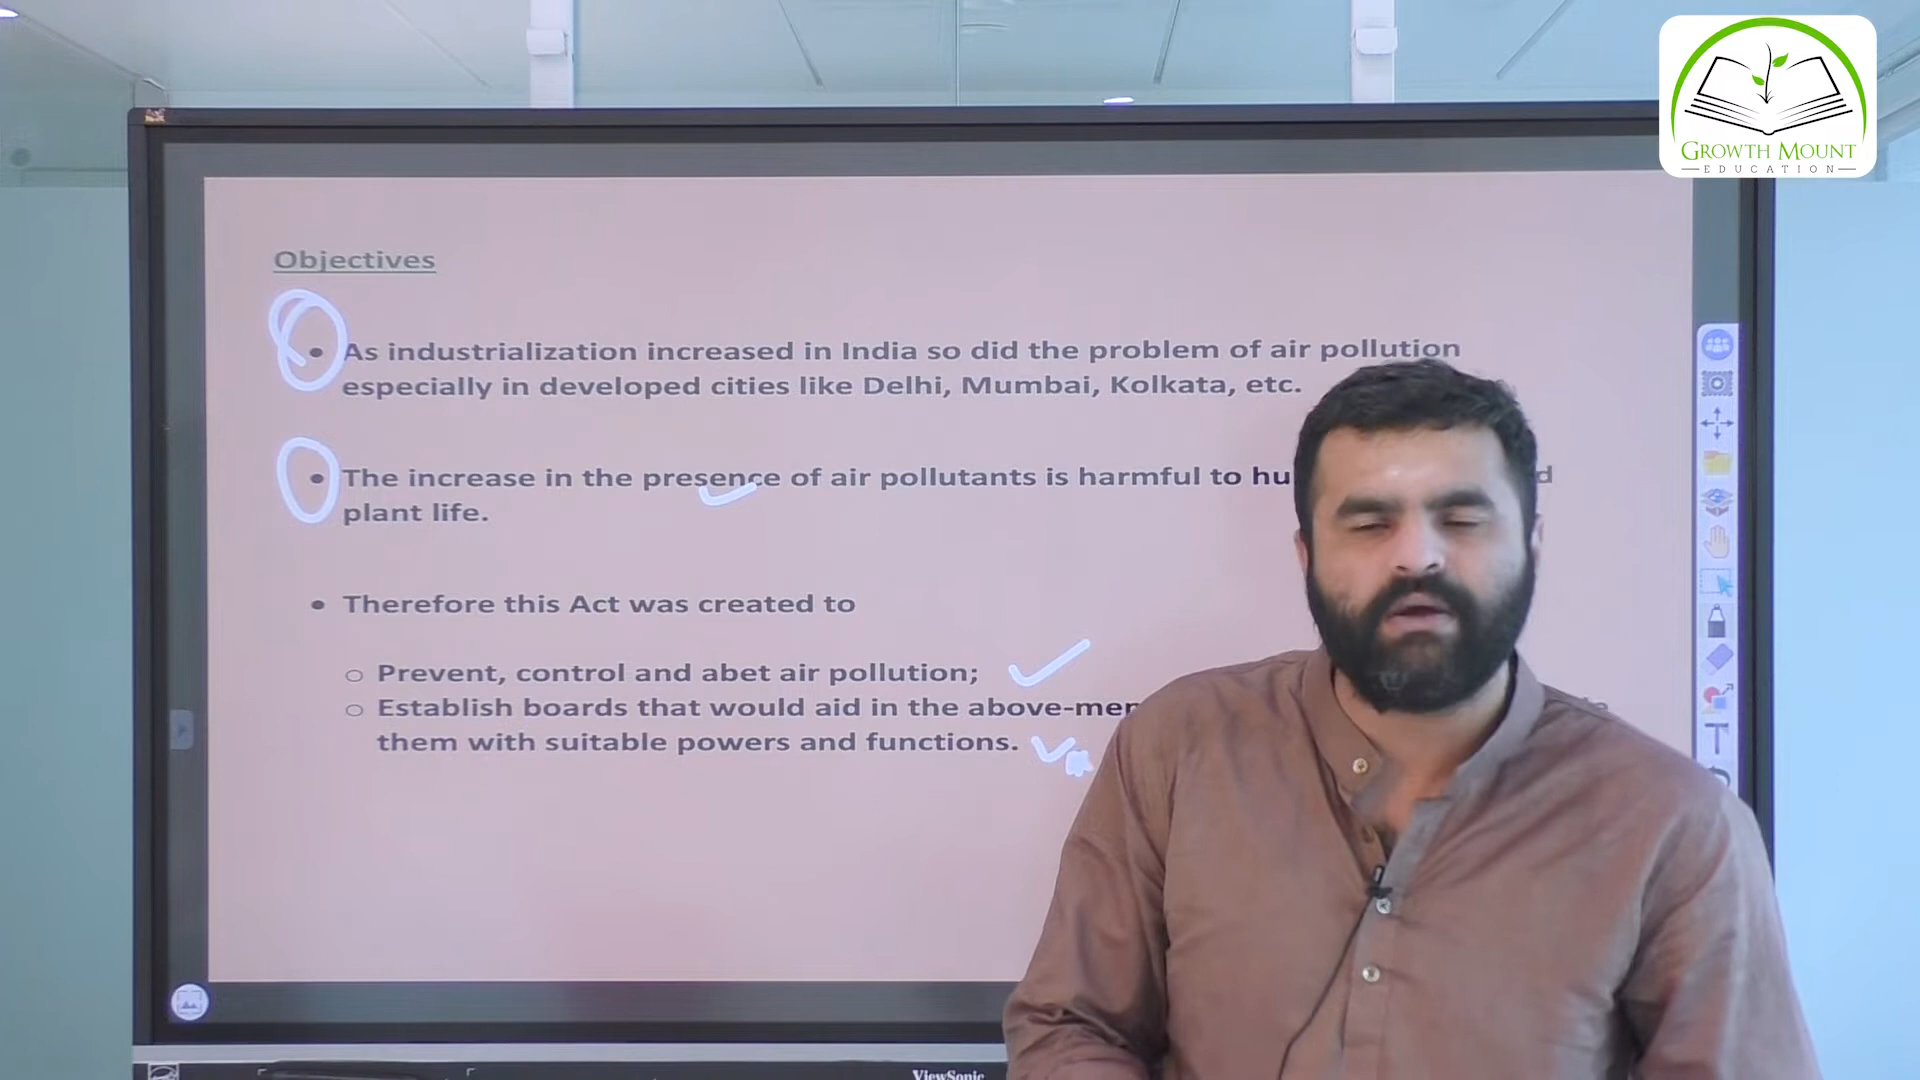 GROWTH MOUNT
EDUCATION
Objectives
• As industrialization increased in India so did the problem of air pollution
especially in developed cities like Delhi, Mumbai, Kolkata, etc.
• The increase in the presence of air pollutants is harmful to
plant life.
• Therefore this Act was created to
○ Prevent, control and abet air pollution;
○ Establish boards that would aid in the
them with suitable powers and functions.
ViewSonic